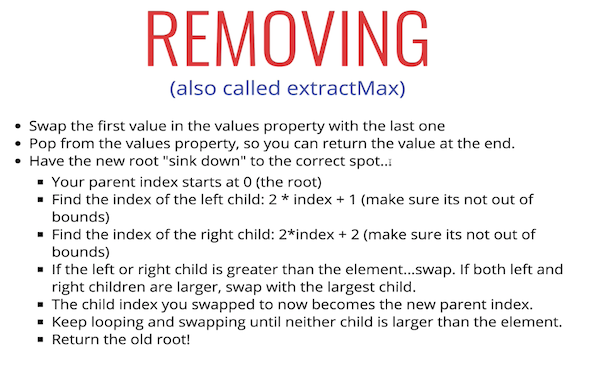 REMOVING
(also called extractMax)
Swap the first value in the values property with the last one
Pop from the values property, so you can return the value at the end.
Have the new root "sink down" to the correct spot...
Your parent index starts at 0 (the root)
Find the index of the left child: 2 * index + 1 (make sure its not out of
bounds)
Find the index of the right child: 2*index + 2 (make sure its not out of
bounds)
If the left or right child is greater than the element...swap. If both left and
right children are larger, swap with the largest child.
The child index you swapped to now becomes the new parent index.
Keep looping and swapping until neither child is larger than the element.
Return the old root!